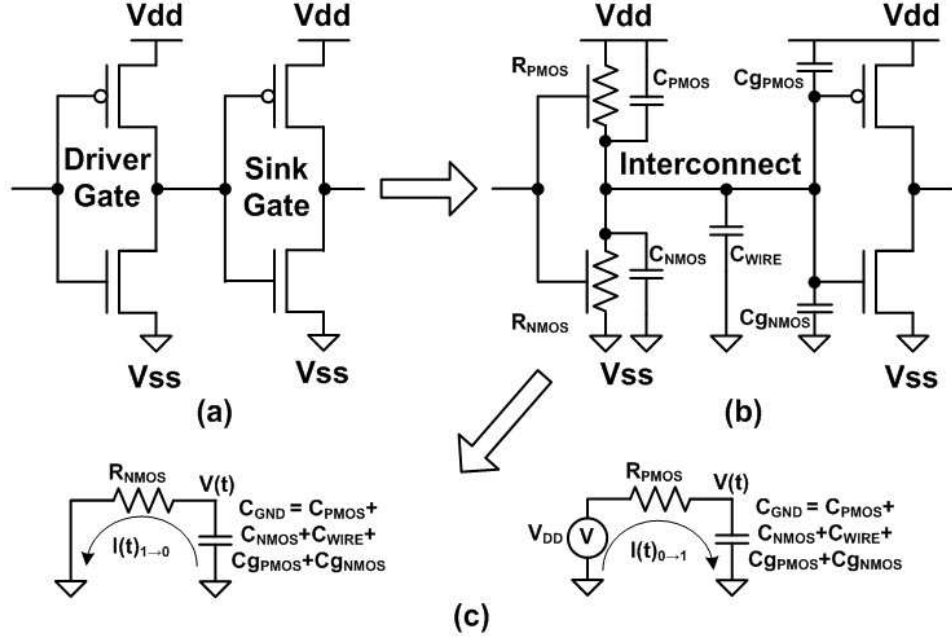 Vdd
Driver
Gate
Sink
Gate
Vss
(a)
Vdd
Vdd
RPMOS
CPMOS
CgPMOS
Interconnect
CNMOS
CWIRE
RNMOS
CgNMOS
Vss
(b)
RNMOS
V(t)
CGND = CPMOS+
CNMOS+CWIRE+
CgPMOS+CgNMOS
I(t)1→0
RPMOS
V(t)
VDD
V
I(t)0→1
CGND = CPMOS+
CNMOS+CWIRE+
CgPMOS+CgNMOS
(c)
Vdd
Vss
Vss